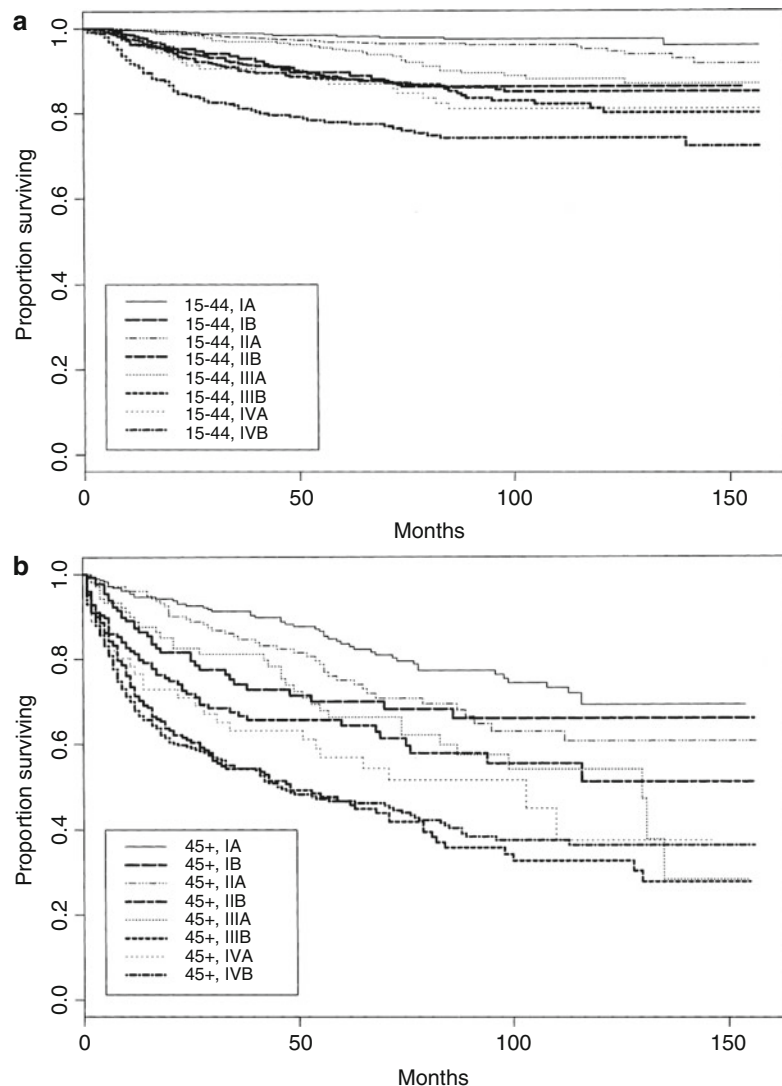 a
Proportion surviving
1.0
0.8
0.6
0.4
0.2
0.0
15-44, IA
15-44, IB
15-44, IIA
15-44, IIB
15-44, IIIA
15-44, IIIB
15-44, IVA
15-44, IVB
0
50
100
150
Months
b
Proportion surviving
1.0
0.8
0.6
0.4
0.2
0.0
45+, IA
45+, IB
45+, IIA
45+, IIB
45+, IIIA
45+, IIIB
45+, IVA
45+, IVB
0
50
100
150
Months